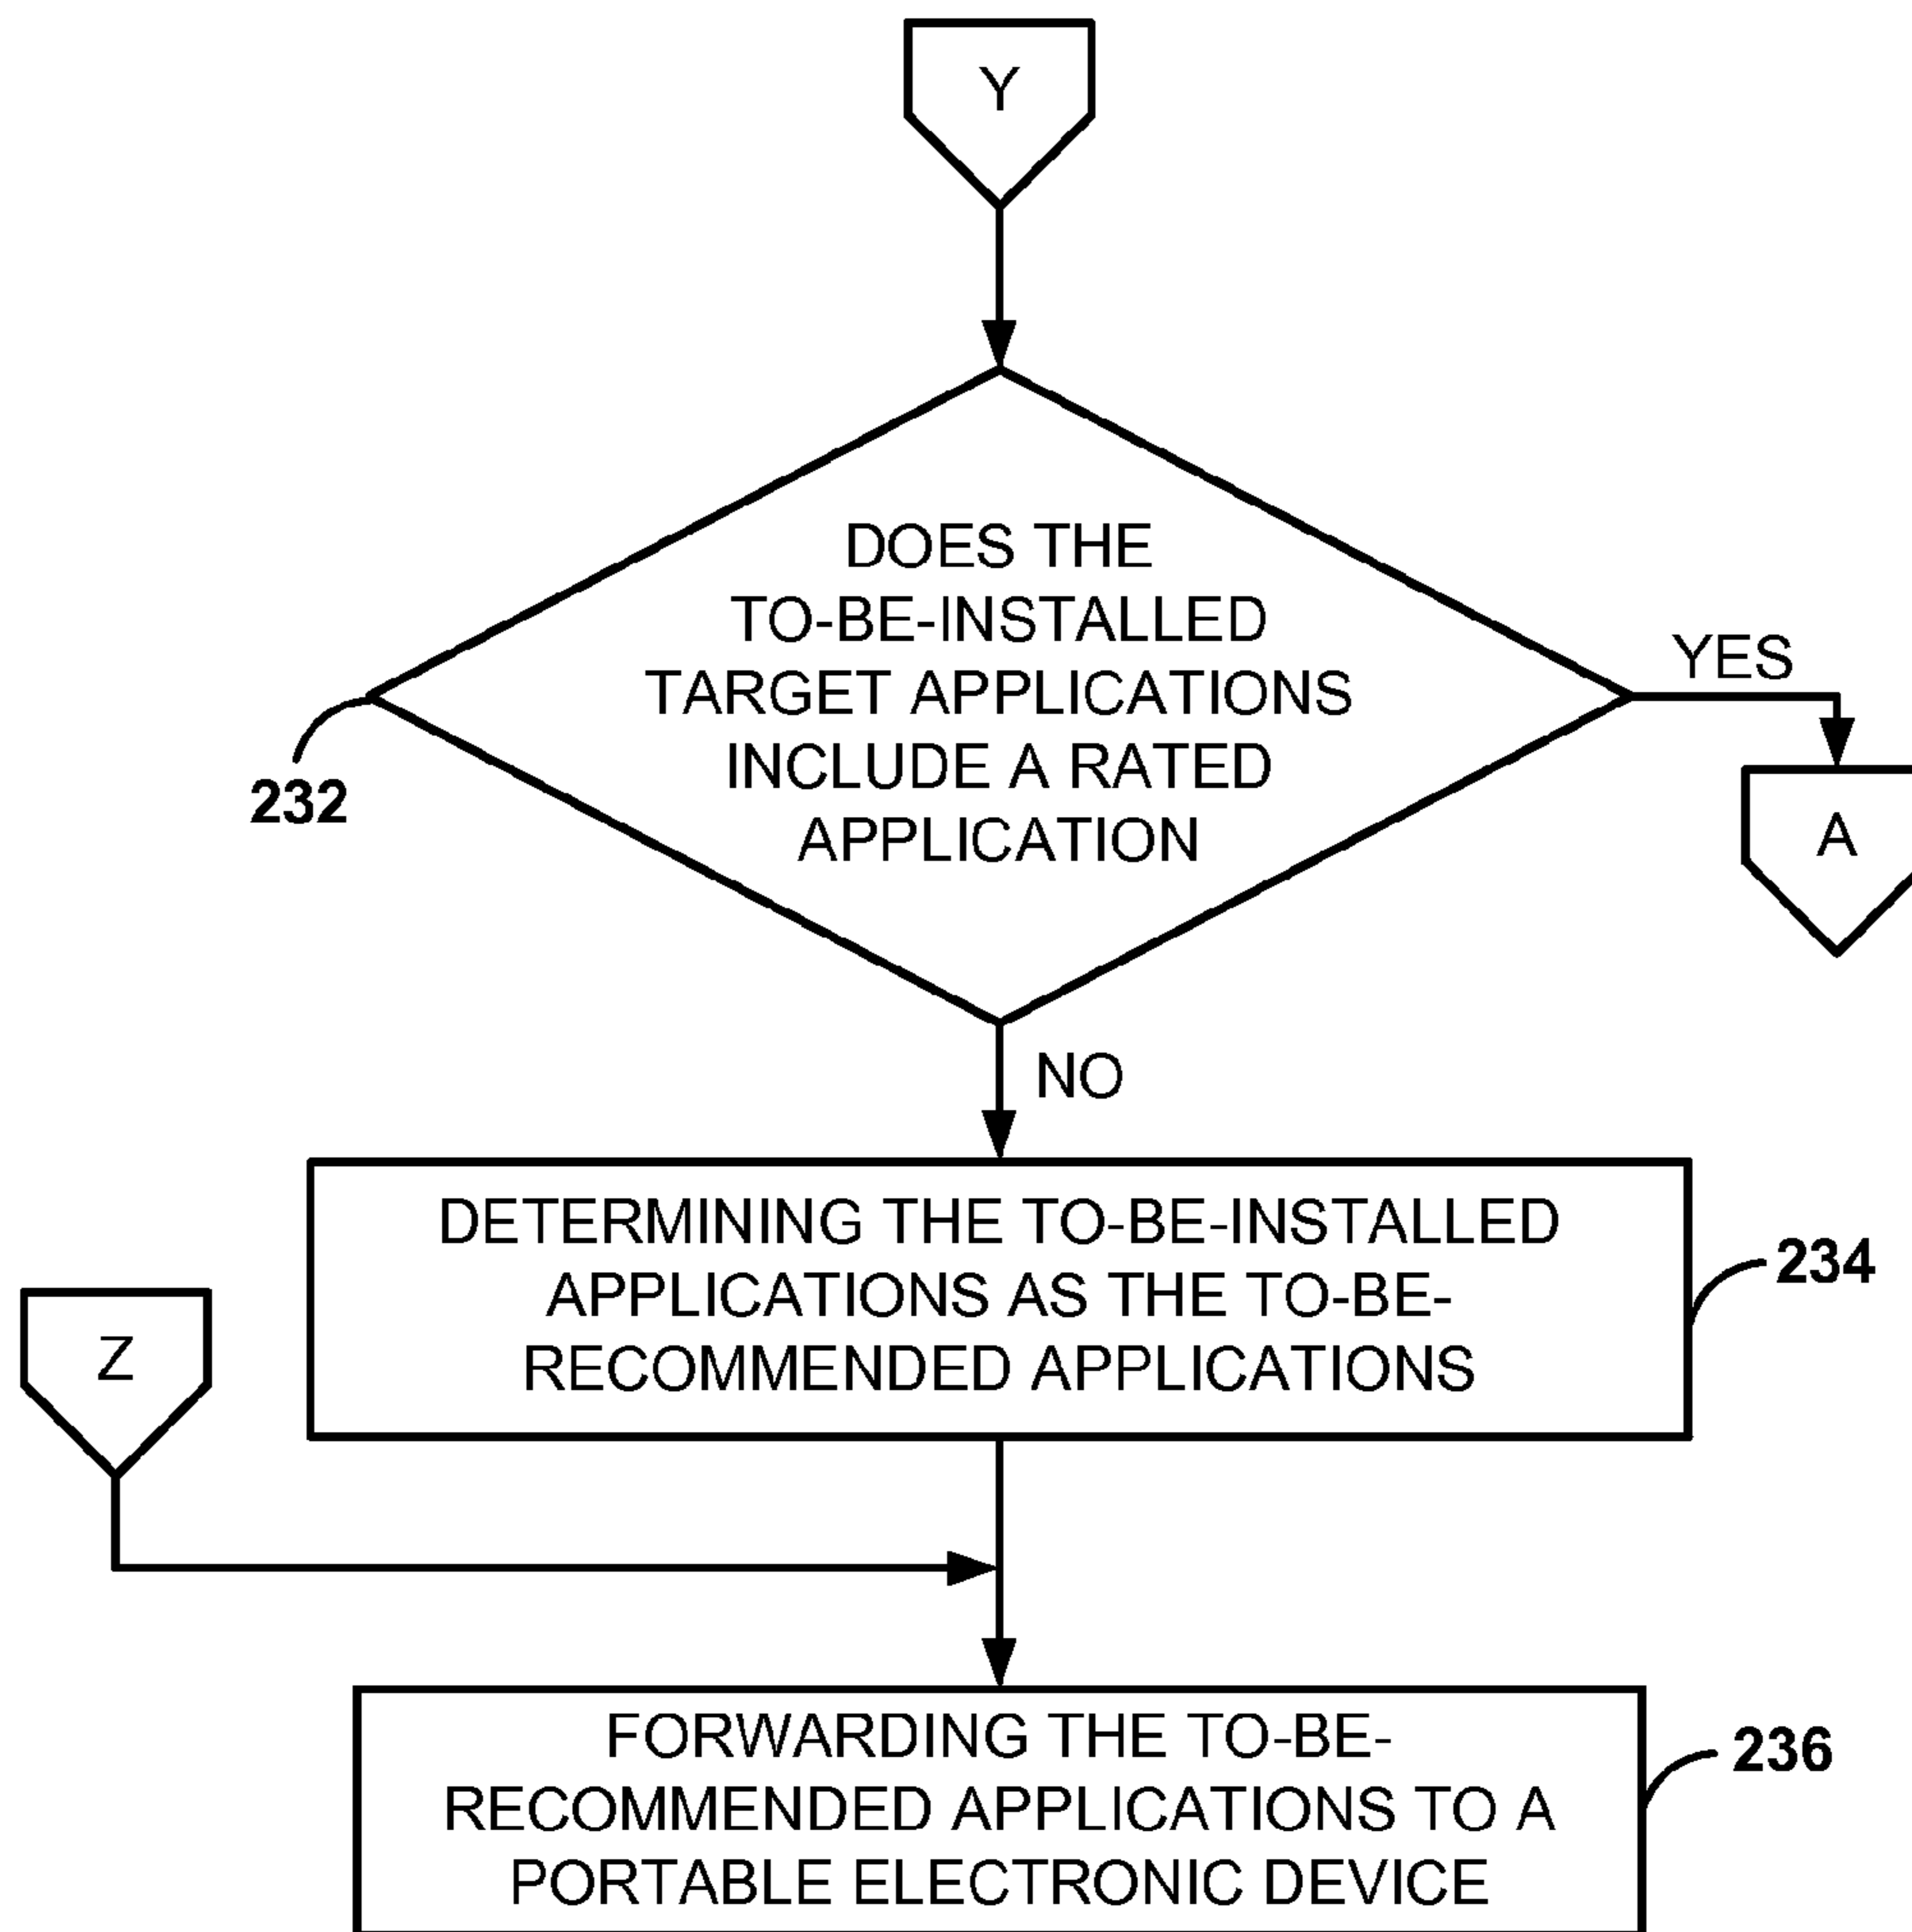 Y
DOES THE
TO-BE-INSTALLED
TARGET APPLICATIONS
INCLUDE A RATED
APPLICATION
232
YES
A
NO
DETERMINING THE TO-BE-INSTALLED
APPLICATIONS AS THE TO-BE-
RECOMMENDED APPLICATIONS
234
Z
FORWARDING THE TO-BE-
RECOMMENDED APPLICATIONS TO A
PORTABLE ELECTRONIC DEVICE
236